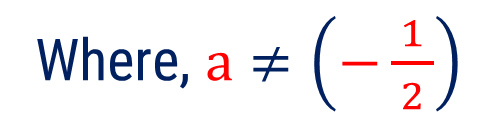 Where, a ≠ (− 1/2)